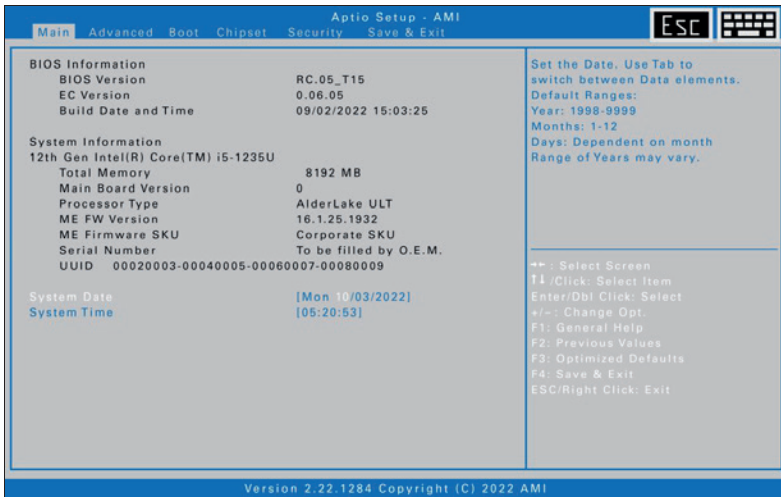 Aptio Setup - AMI
Main Advanced Boot Chipset Security Save & Exit
Esc
BIOS Information
BIOS Version RC.05_T15
EC Version 0.06.05
Build Date and Time 09/02/2022 15:03:25
System Information
12th Gen Intel(R) Core(TM) i5-1235U
Total Memory 8192 MB
Main Board Version 0
Processor Type AlderLake ULT
ME FW Version 16.1.25.1932
ME Firmware SKU Corporate SKU
Serial Number To be filled by O.E.M.
UUID 00020003-00040005-00060007-00080009
System Date [Mon 10/03/2022]
System Time [05:20:53]
Set the Date. Use Tab to
switch between Data elements.
Default Ranges:
Year: 1998-9999
Months: 1-12
Days: Dependent on month
Range of Years may vary.
→←: Select Screen
↑↓/Click: Select Item
Enter/Dbl Click: Select
+/-: Change Opt.
F1: General Help
F2: Previous Values
F3: Optimized Defaults
F4: Save & Exit
ESC/Right Click: Exit
Version 2.22.1284 Copyright (C) 2022 AMI